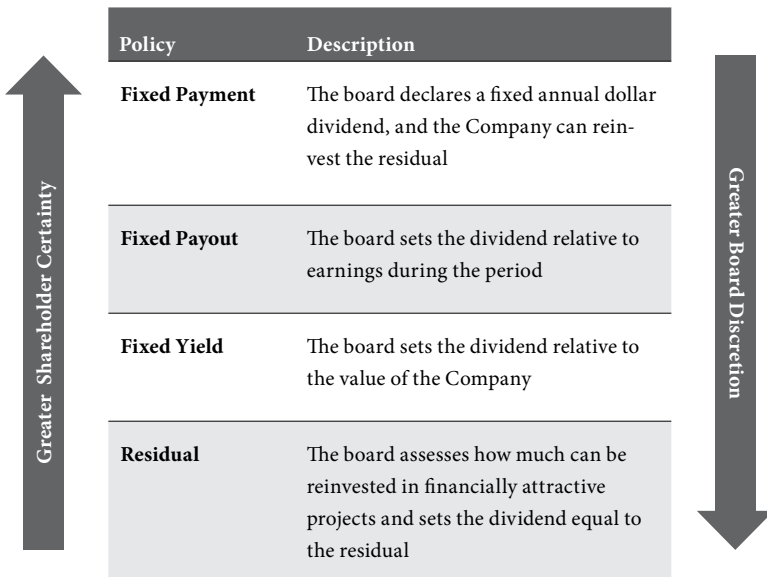 Policy Description
Fixed Payment The board declares a fixed annual dollar
dividend, and the Company can rein-
vest the residual
Fixed Payout The board sets the dividend relative to
earnings during the period
Fixed Yield The board sets the dividend relative to
the value of the Company
Residual The board assesses how much can be
reinvested in financially attractive
projects and sets the dividend equal to
the residual
Greater Shareholder Certainty
Greater Board Discretion